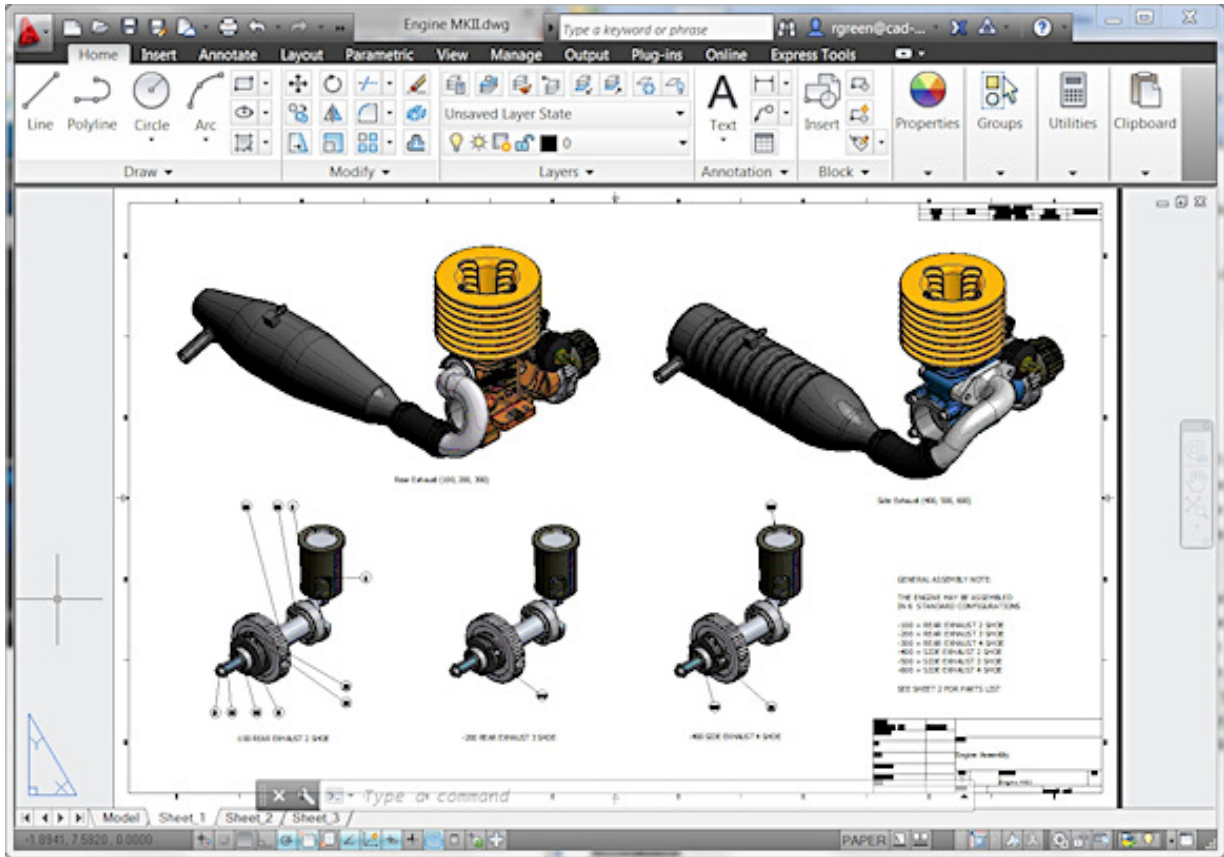 Engine MKII.dwg
Type a keyword or phrase
rgreen@cad-...
Home Insert Annotate Layout Parametric View Manage Output Plug-ins Online Express Tools
Line Polyline Circle Arc
Unsaved Layer State
0
Text Insert Properties Groups Utilities Clipboard
Draw Modify Layers Annotation Block
Rear Exhaust (100, 200, 300)
Side Exhaust (400, 500, 600)
GENERAL ASSEMBLY NOTE
THE ENGINE MAY BE ASSEMBLED
IN 6 STANDARD CONFIGURATIONS
-100 = REAR EXHAUST 2 SHOE
-200 = REAR EXHAUST 3 SHOE
-300 = REAR EXHAUST 4 SHOE
-400 = SIDE EXHAUST 2 SHOE
-500 = SIDE EXHAUST 3 SHOE
-600 = SIDE EXHAUST 4 SHOE
SEE SHEET 2 FOR PARTS LIST
-100 REAR EXHAUST 2 SHOE
-200 REAR EXHAUST 3 SHOE
-400 SIDE EXHAUST 4 SHOE
Engine Assembly
Type a command
Model Sheet_1 Sheet_2 Sheet_3
-1.8941, 7.5920, 0.0000
PAPER